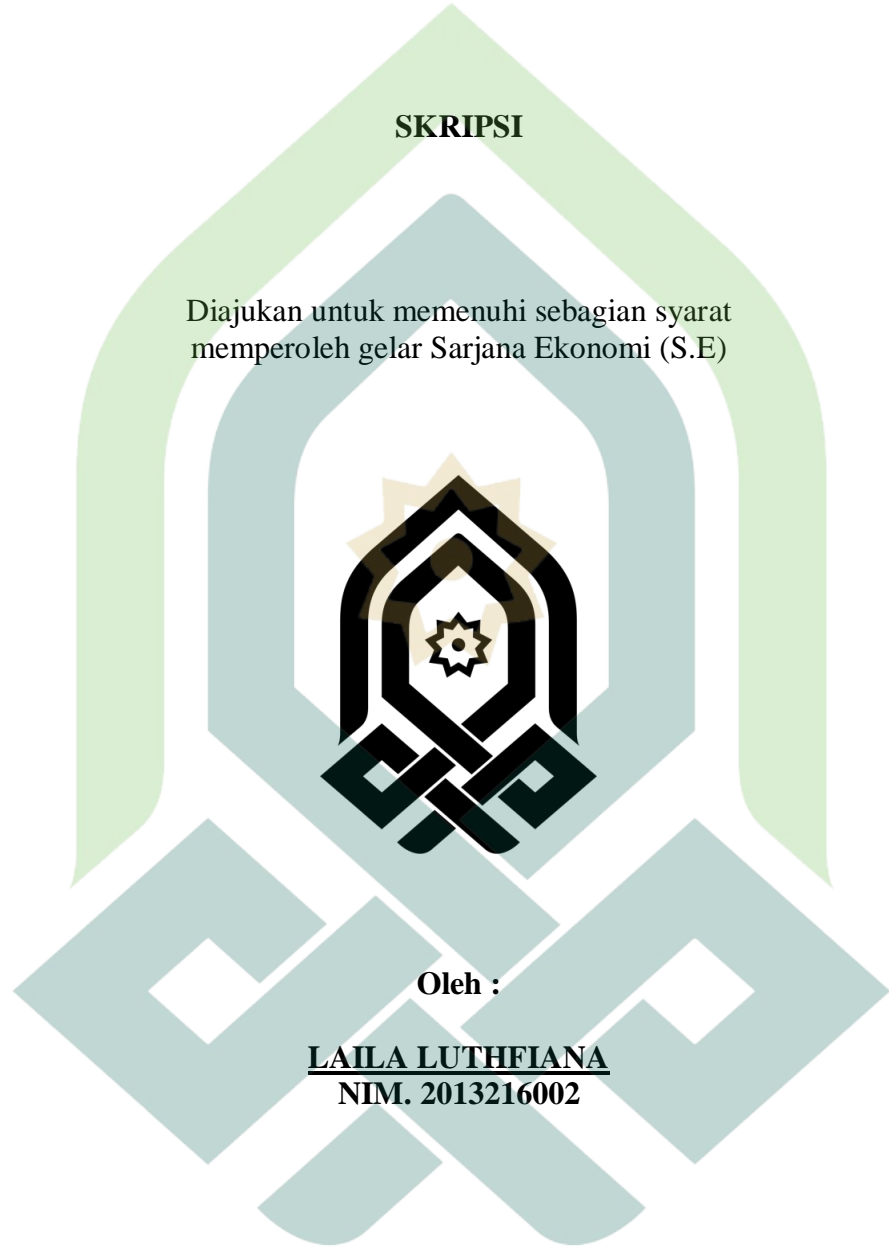 SKRIPSI
Diajukan untuk memenuhi sebagian syarat
memperoleh gelar Sarjana Ekonomi (S.E)
Oleh :
LAILA LUTHFIANA
NIM. 2013216002